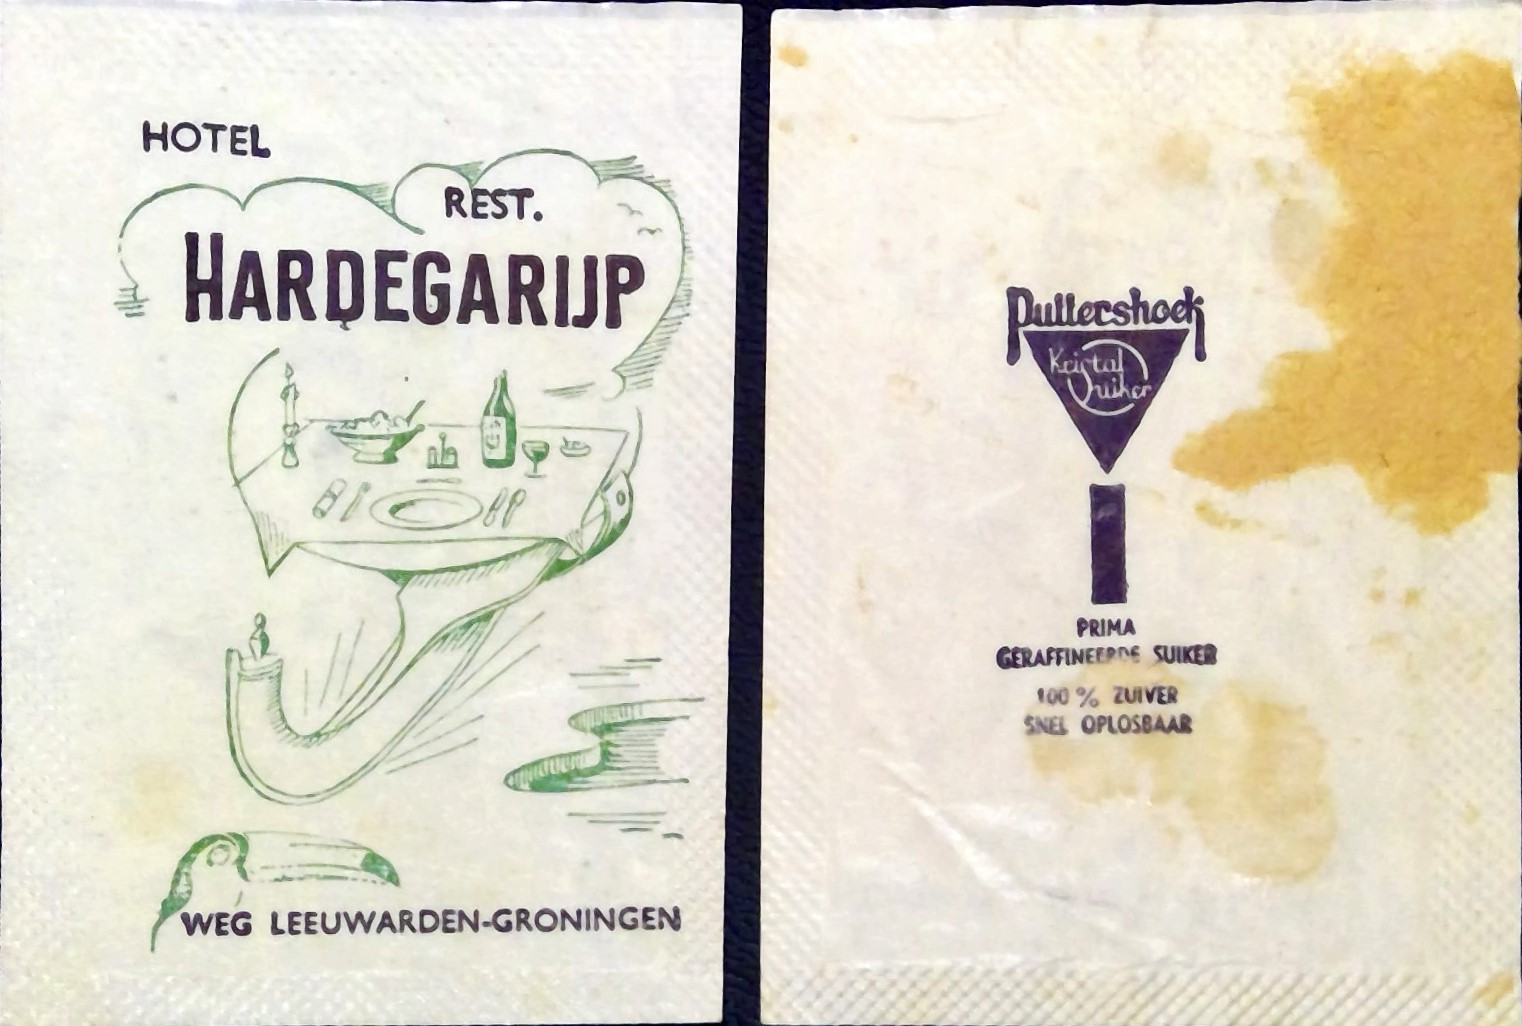 HOTEL
REST.
HARDEGARIJP
WEG LEEUWARDEN-GRONINGEN
Puttershoek
Kristal
Suiker
PRIMA
GERAFFINEERDE SUIKER
100 % ZUIVER
SNEL OPLOSBAAR